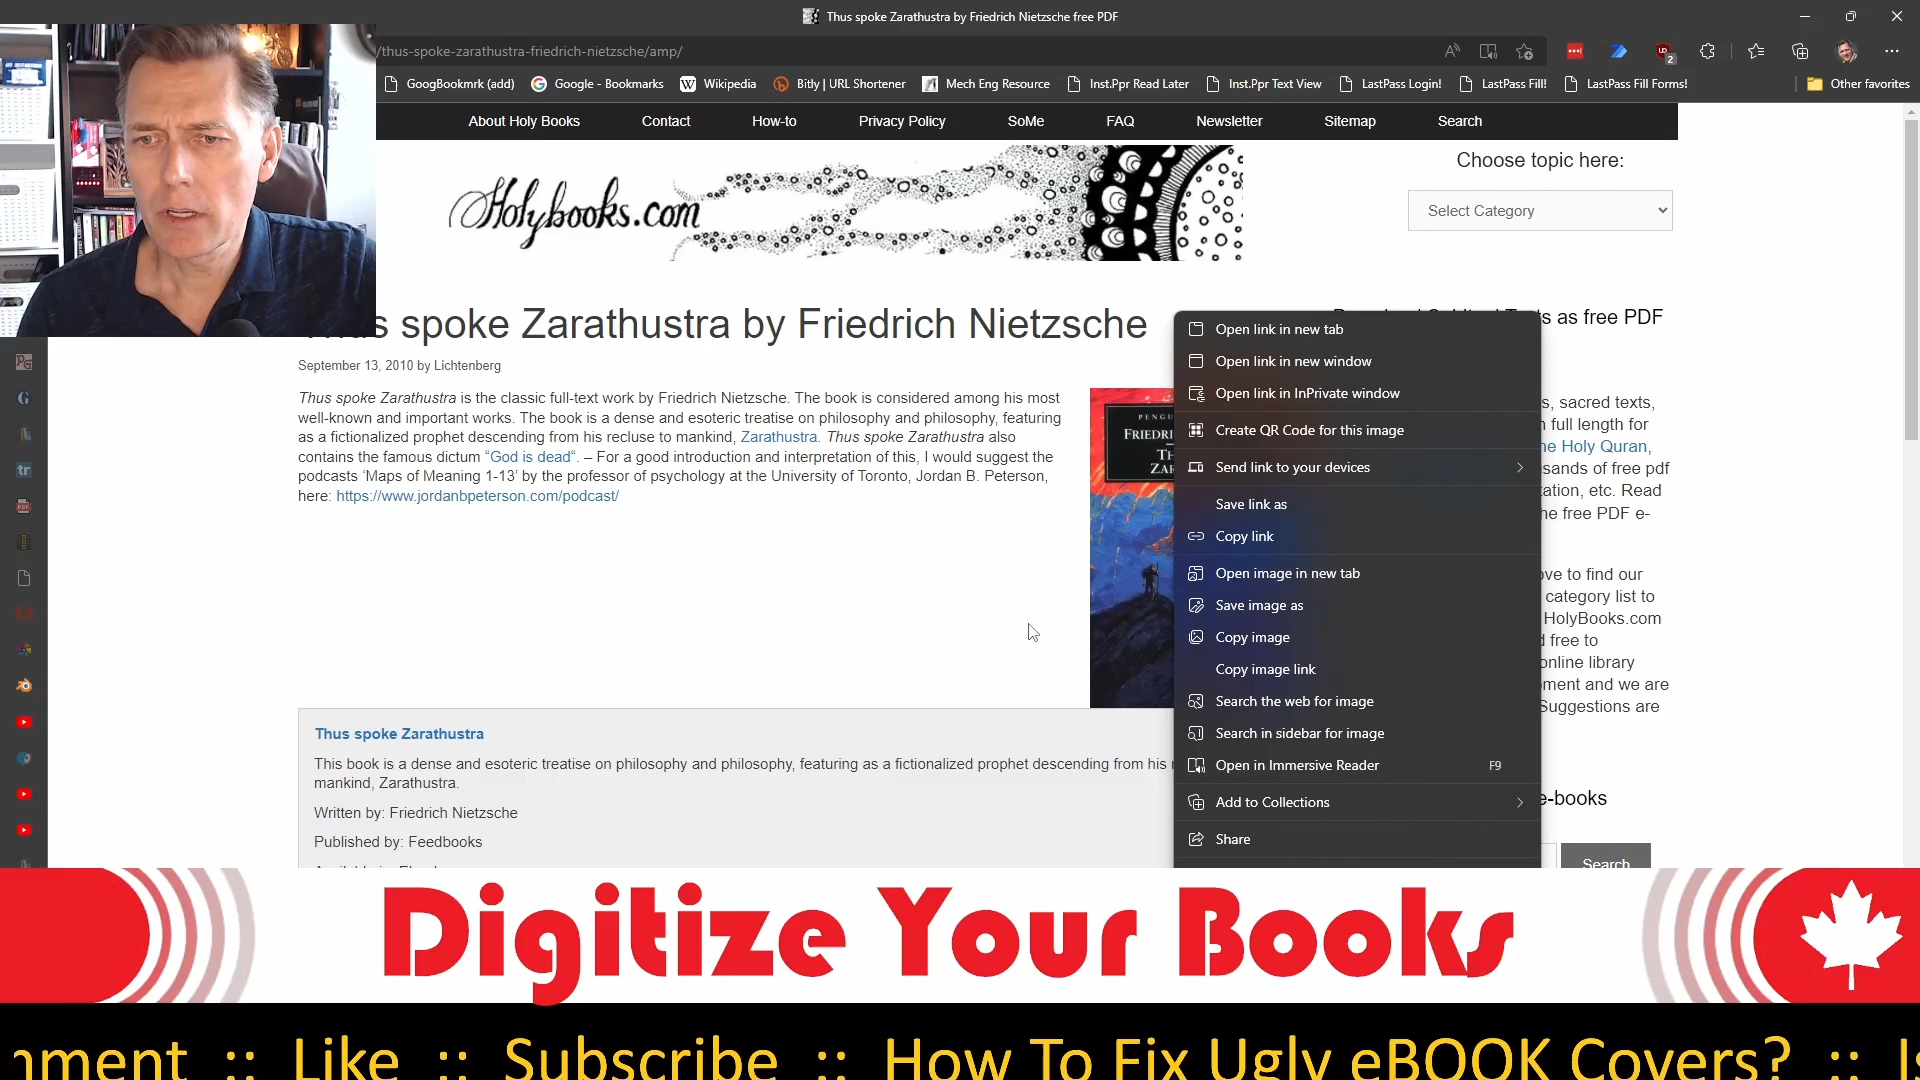 Thus spoke Zarathustra by Friedrich Nietzsche free PDF
/thus-spoke-zarathustra-friedrich-nietzsche/amp/
2
GoogBookmrk (add)
Google - Bookmarks
Wikipedia
Bitly | URL Shortener
Mech Eng Resource
Inst.Ppr Read Later
Inst.Ppr Text View
LastPass Login!
LastPass Fill!
LastPass Fill Forms!
Other favorites
About Holy Books
Contact
How-to
Privacy Policy
SoMe
FAQ
Newsletter
Sitemap
Search
Holybooks.com
Choose topic here:
Select Category
s spoke Zarathustra by Friedrich Nietzsche
September 13, 2010 by Lichtenberg
Thus spoke Zarathustra is the classic full-text work by Friedrich Nietzsche. The book is considered among his most
well-known and important works. The book is a dense and esoteric treatise on philosophy and philosophy, featuring
as a fictionalized prophet descending from his recluse to mankind, Zarathustra. Thus spoke Zarathustra also
contains the famous dictum “God is dead“. – For a good introduction and interpretation of this, I would suggest the
podcasts ‘Maps of Meaning 1-13’ by the professor of psychology at the University of Toronto, Jordan B. Peterson,
here: https://www.jordanbpeterson.com/podcast/
PENGU
FRIEDRI
TH
ZAR
Open link in new tab
Open link in new window
Open link in InPrivate window
Create QR Code for this image
Send link to your devices
Save link as
Copy link
Open image in new tab
Save image as
Copy image
Copy image link
Search the web for image
Search in sidebar for image
Open in Immersive Reader F9
Add to Collections
Share
s as free PDF
s, sacred texts,
n full length for
ne Holy Quran,
sands of free pdf
tation, etc. Read
he free PDF e-
ove to find our
category list to
HolyBooks.com
d free to
online library
oment and we are
Suggestions are
e-books
Search
Thus spoke Zarathustra
This book is a dense and esoteric treatise on philosophy and philosophy, featuring as a fictionalized prophet descending from his
mankind, Zarathustra.
Written by: Friedrich Nietzsche
Published by: Feedbooks
Digitize Your Books
nment :: Like :: Subscribe :: How To Fix Ugly eBOOK Covers? :: Is